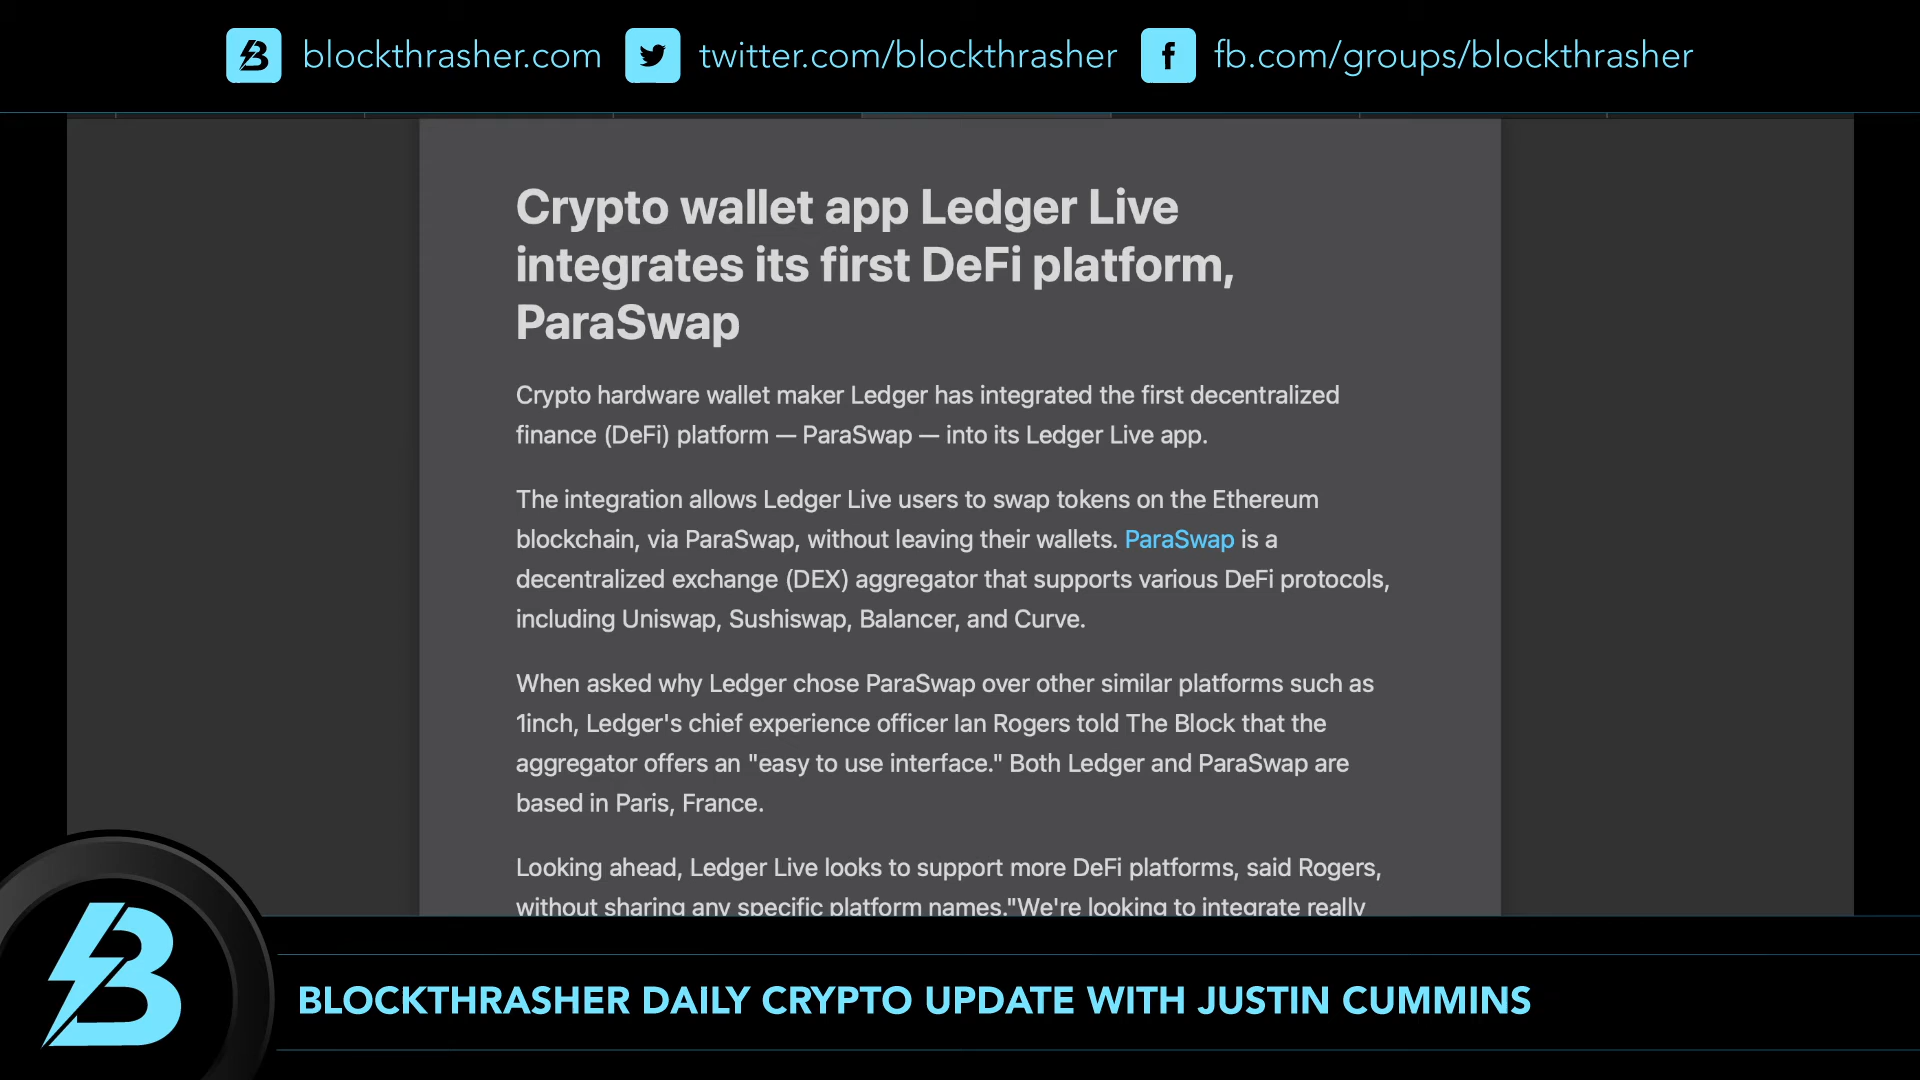 blockthrasher.com twitter.com/blockthrasher fb.com/groups/blockthrasher
Crypto wallet app Ledger Live
integrates its first DeFi platform,
ParaSwap
Crypto hardware wallet maker Ledger has integrated the first decentralized
finance (DeFi) platform — ParaSwap — into its Ledger Live app.
The integration allows Ledger Live users to swap tokens on the Ethereum
blockchain, via ParaSwap, without leaving their wallets. ParaSwap is a
decentralized exchange (DEX) aggregator that supports various DeFi protocols,
including Uniswap, Sushiswap, Balancer, and Curve.
When asked why Ledger chose ParaSwap over other similar platforms such as
1inch, Ledger's chief experience officer Ian Rogers told The Block that the
aggregator offers an "easy to use interface." Both Ledger and ParaSwap are
based in Paris, France.
Looking ahead, Ledger Live looks to support more DeFi platforms, said Rogers,
without sharing any specific platform names."We're looking to integrate really
BLOCKTHRASHER DAILY CRYPTO UPDATE WITH JUSTIN CUMMINS